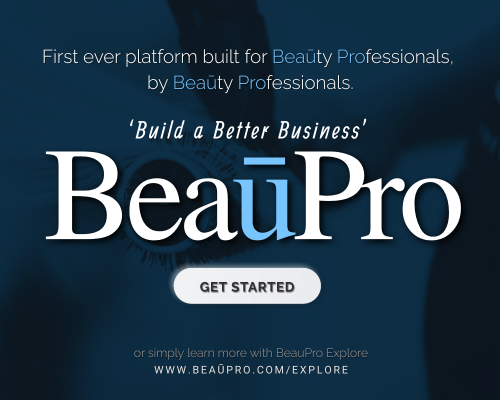 First ever platform built for Beaūty Professionals,
by Beaūty Professionals.
‘Build a Better Business’
BeaūPro
GET STARTED
or simply learn more with BeaūPro Explore
WWW.BEAŪPRO.COM/EXPLORE